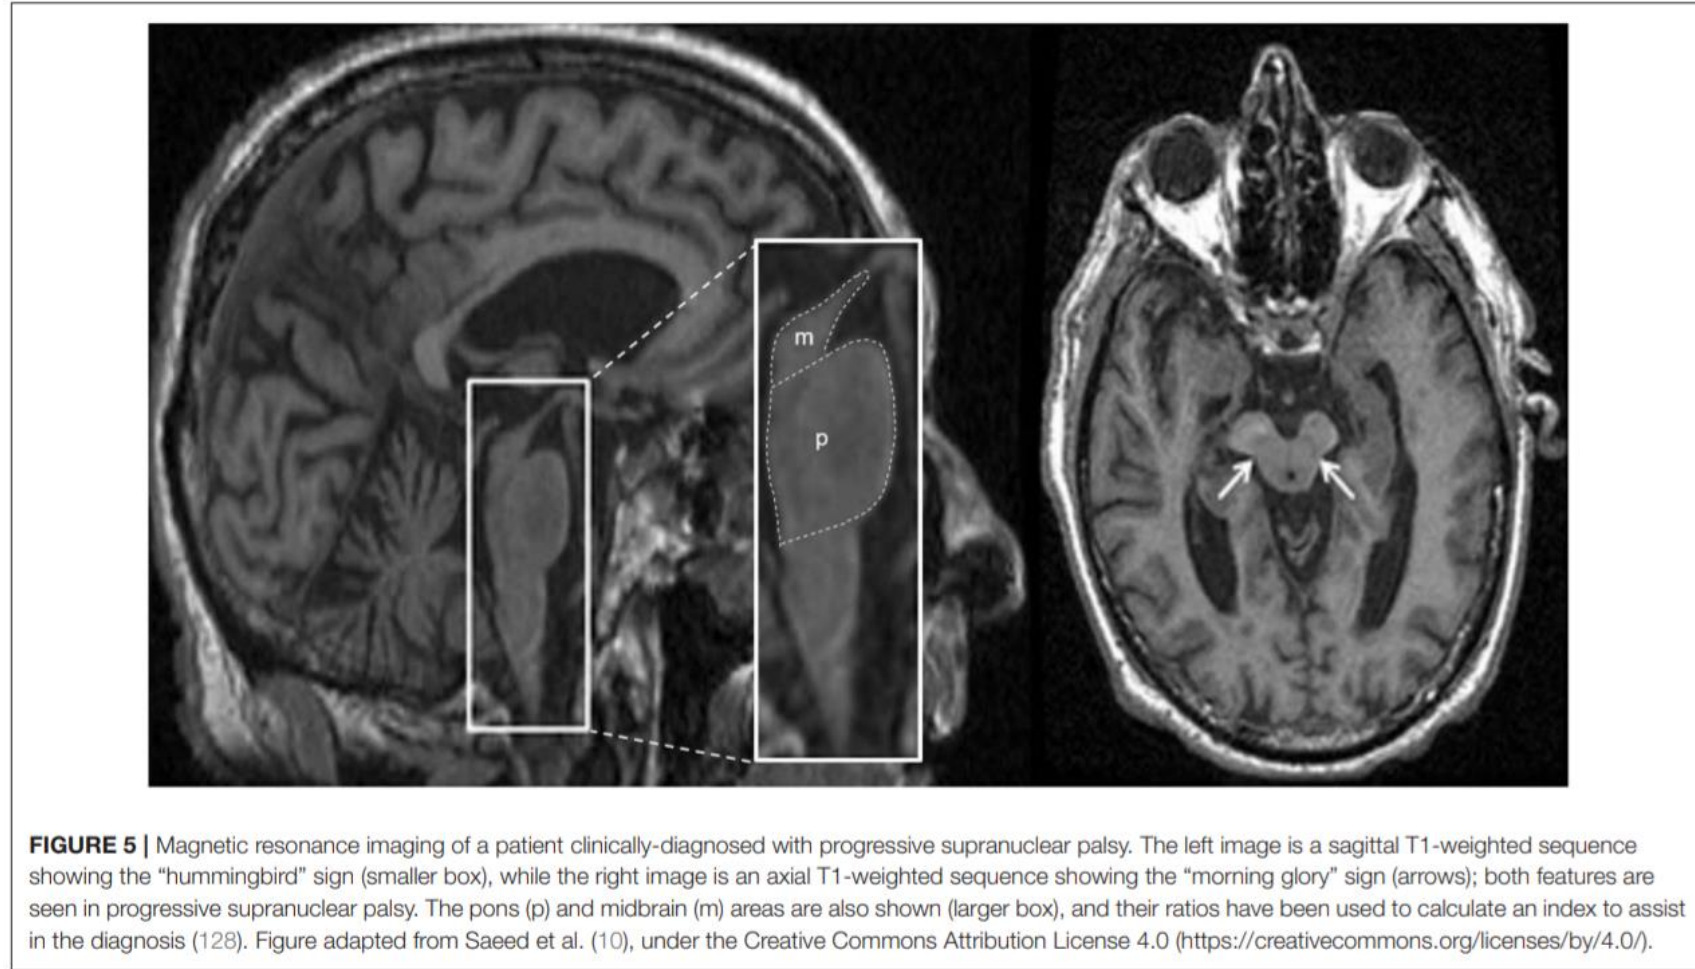 m
p
FIGURE 5 | Magnetic resonance imaging of a patient clinically-diagnosed with progressive supranuclear palsy. The left image is a sagittal T1-weighted sequence
showing the “hummingbird” sign (smaller box), while the right image is an axial T1-weighted sequence showing the “morning glory” sign (arrows); both features are
seen in progressive supranuclear palsy. The pons (p) and midbrain (m) areas are also shown (larger box), and their ratios have been used to calculate an index to assist
in the diagnosis (128). Figure adapted from Saeed et al. (10), under the Creative Commons Attribution License 4.0 (https://creativecommons.org/licenses/by/4.0/).